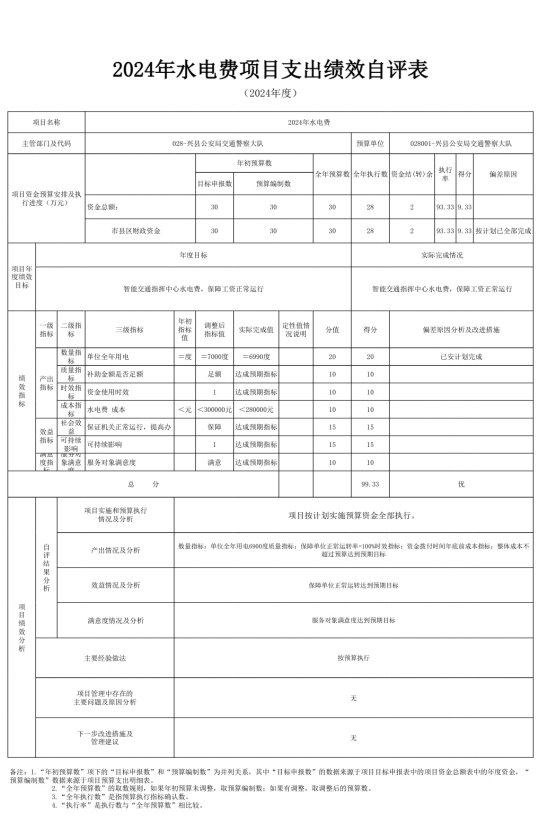 2024年水电费项目支出绩效自评表
（2024年度）
项目名称 2024年水电费
主管部门及代码 028-兴县公安局交通警察大队 预算单位 028001-兴县公安局交通警察大队
项目资金预算安排及执行进度（万元） 年初预算数 全年预算数 全年执行数 资金结(转)余 执行率 得分 偏差原因
目标申报数 预算编制数
资金总额: 30 30 30 28 2 93.33 9.33
市县区财政资金 30 30 30 28 2 93.33 9.33 按计划已全部完成
项目年度绩效目标 年度目标 实际完成情况
智能交通指挥中心水电费，保障工资正常运行 智能交通指挥中心水电费，保障工资正常运行
绩效指标 一级指标 二级指标 三级指标 年初指标值 调整后指标值 实际完成值 定性值情况说明 分值 得分 偏差原因分析及改进措施
产出指标 数量指标 单位全年用电 =度 =7000度 =6990度 20 20 已安计划完成
质量指标 补助金额是否足额 足额 达成预期指标 10 10
时效指标 资金使用时效 1 达成预期指标 10 10
成本指标 水电费 成本 <元 <300000元 <280000元 10 10
效益指标 社会效益 保证机关正常运行，提高办 保障 达成预期指标 15 15
可持续影响 可持续影响 1 达成预期指标 15 15
满意度指标 服务对象满意度 服务对象满意度 满意 达成预期指标 10 10
总 分 99.33 优
项目绩效分析 自评结果分析 项目实施和预算执行情况及分析 项目按计划实施预算资金全部执行。
产出情况及分析 数量指标：单位全年用电6900度质量指标：保障单位正常运转率=100%时效指标：资金拨付时间年底前成本指标：整体成本不
超过预算达到预期目标
效益情况及分析 保障单位正常运转达到预期目标
满意度情况及分析 服务对象满意度达到预期目标
主要经验做法 按预算执行
项目管理中存在的主要问题及原因分析 无
下一步改进措施及管理建议 无
备注：1.“年初预算数”项下的“目标申报数”和“预算编制数”为并列关系，其中“目标申报数”的数据来源于项目目标申报表中的项目资金总额表中的年度资金，“
预算编制数”数据来源于项目预算支出明细表。
2.“全年预算数”的取数规则，如果年初预算未调整，取预算编制数；如果有调整，取调整后的预算数。
3.“全年执行数”是指预算执行指标确认数。
4.“执行率”是执行数与“全年预算数”相比较。